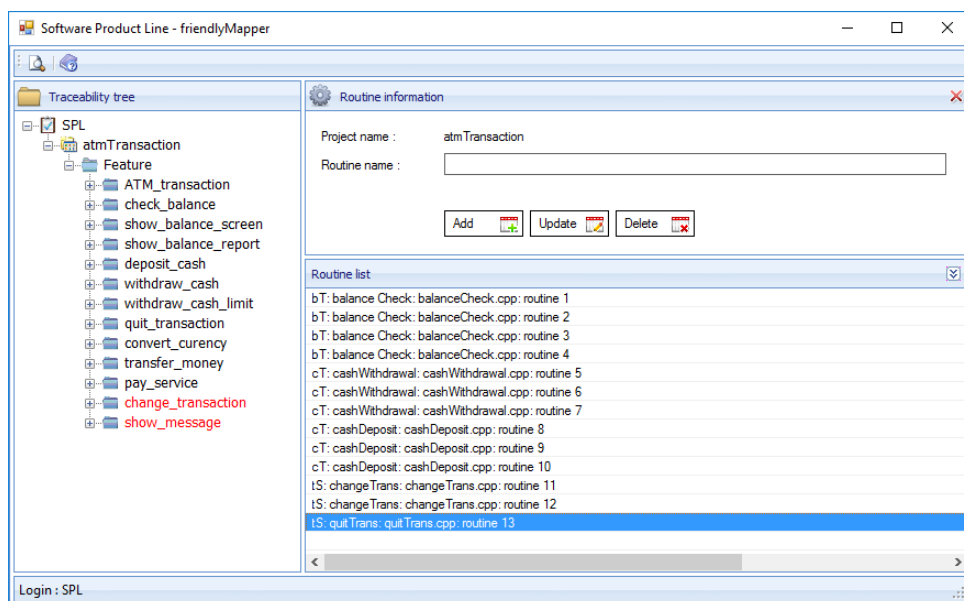 Software Product Line - friendlyMapper
Traceability tree
SPL
atmTransaction
Feature
ATM_transaction
check_balance
show_balance_screen
show_balance_report
deposit_cash
withdraw_cash
withdraw_cash_limit
quit_transaction
convert_curency
transfer_money
pay_service
change_transaction
show_message
Routine information
Project name : atmTransaction
Routine name :
Add Update Delete
Routine list
bT: balance Check: balanceCheck.cpp: routine 1
bT: balance Check: balanceCheck.cpp: routine 2
bT: balance Check: balanceCheck.cpp: routine 3
bT: balance Check: balanceCheck.cpp: routine 4
cT: cashWithdrawal: cashWithdrawal.cpp: routine 5
cT: cashWithdrawal: cashWithdrawal.cpp: routine 6
cT: cashWithdrawal: cashWithdrawal.cpp: routine 7
cT: cashDeposit: cashDeposit.cpp: routine 8
cT: cashDeposit: cashDeposit.cpp: routine 9
cT: cashDeposit: cashDeposit.cpp: routine 10
tS: changeTrans: changeTrans.cpp: routine 11
tS: changeTrans: changeTrans.cpp: routine 12
tS: quitTrans: quitTrans.cpp: routine 13
Login : SPL